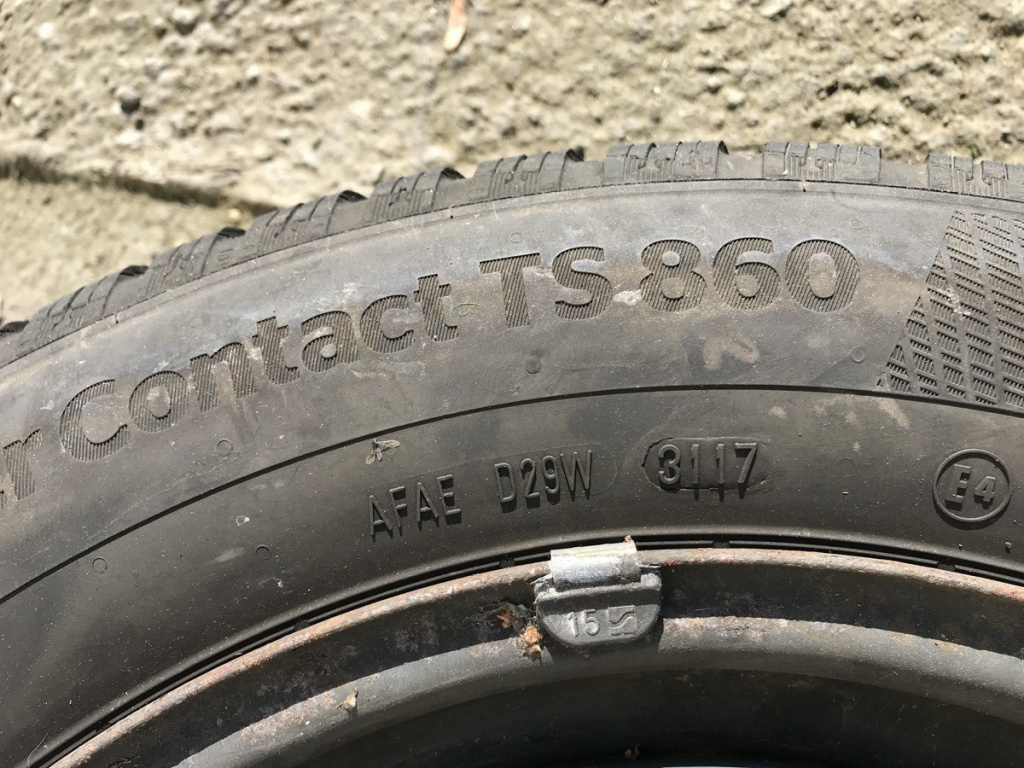 r Contact TS 860
AFAE D29W 3117 E4
15